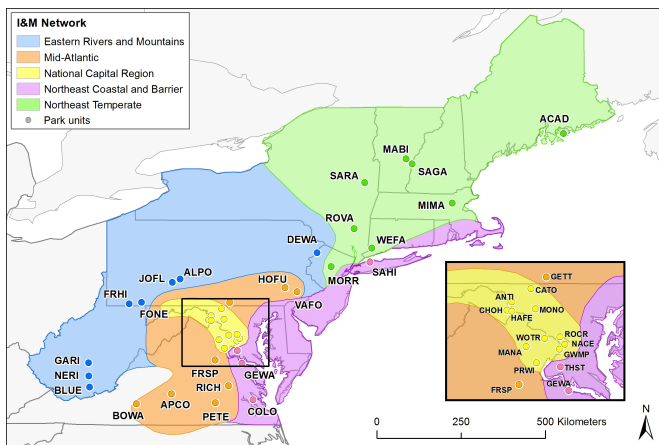 I&M Network
Eastern Rivers and Mountains
Mid-Atlantic
National Capital Region
Northeast Coastal and Barrier
Northeast Temperate
Park units
ACAD
MABI
SAGA
SARA
MIMA
ROVA
WEFA
DEWA
SAHI
MORR
JOFL
ALPO
HOFU
FRHI
VAFO
FONE
GARI
NERI
BLUE
FRSP
GEWA
RICH
APCO
BOWA
PETE
COLO
GETT
CATO
ANTI
CHOH
MONO
HAFE
WOTR
ROCR
NACE
MANA
GWMP
PRWI
THST
FRSP
GEWA
0 250 500 Kilometers
N